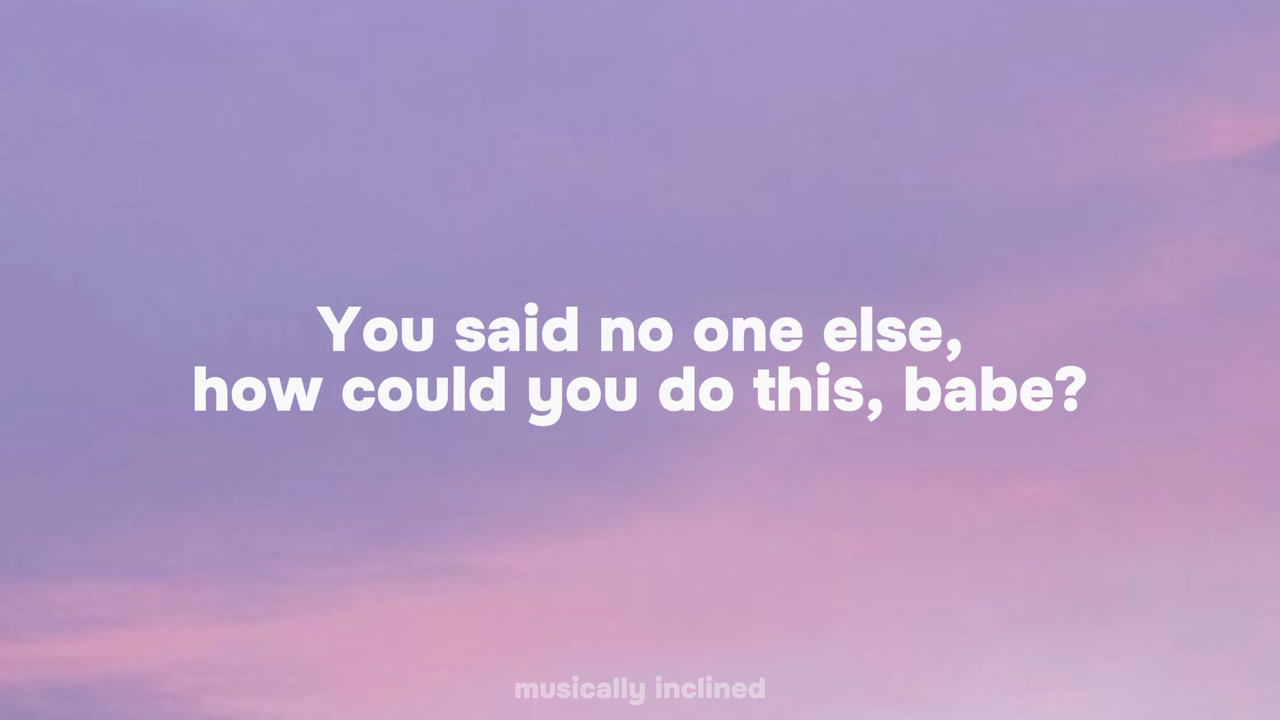 You said no one else,
how could you do this, babe?
musically inclined